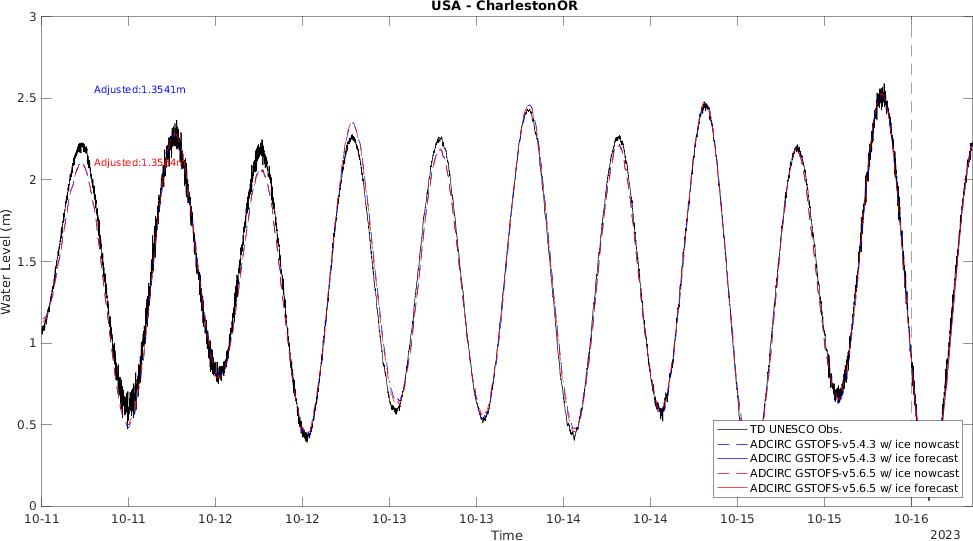 USA - CharlestonOR
3
Adjusted:1.3541m
2.5
2
1.5
1
0.5
0
Water Level (m)
TD UNESCO Obs.
ADCIRC GSTOFS-v5.4.3 w/ ice nowcast
ADCIRC GSTOFS-v5.4.3 w/ ice forecast
ADCIRC GSTOFS-v5.6.5 w/ ice nowcast
ADCIRC GSTOFS-v5.6.5 w/ ice forecast
10-11 10-11 10-12 10-12 10-13 10-13 10-14 10-14 10-15 10-15 10-16
Time
2023